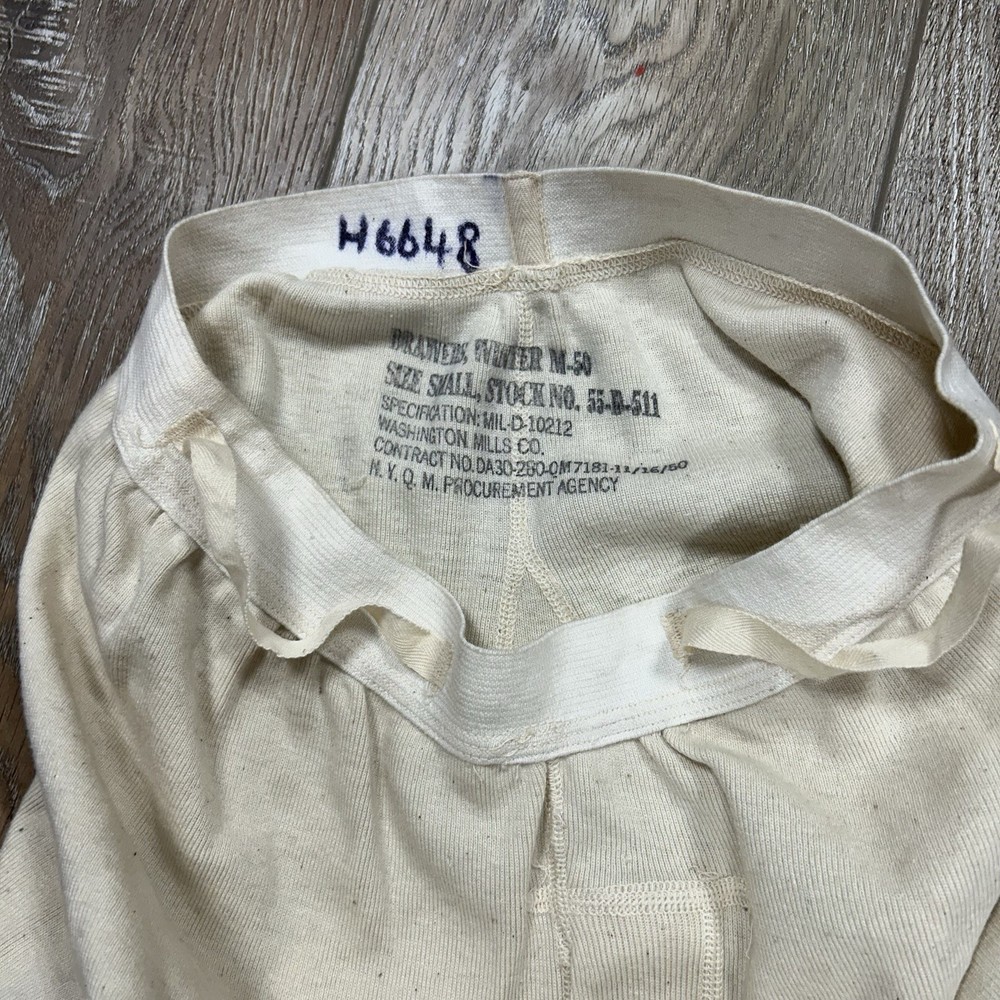 H6648
DRAWERS, WINTER M-50
SIZE SMALL, STOCK NO. 55-D-511
SPECIFICATION: MIL-D-10212
WASHINGTON MILLS CO.
CONTRACT NO. DA30-280-QM7181-11/16/50
N.Y.Q.M. PROCUREMENT AGENCY